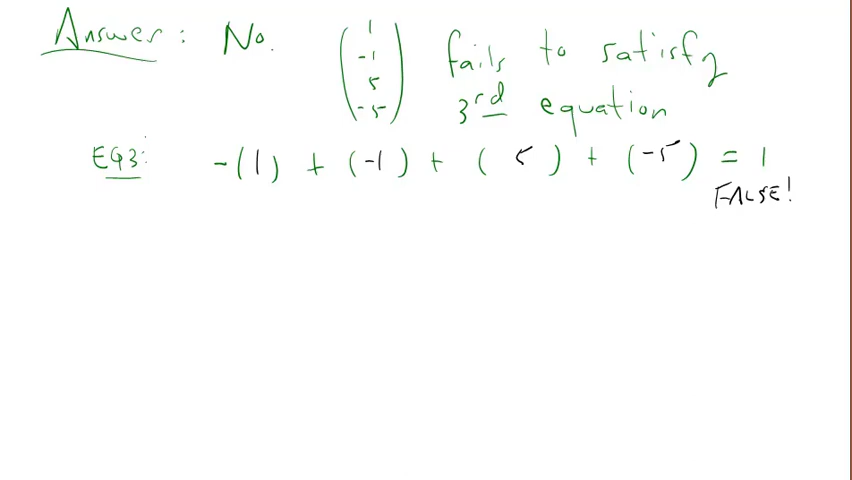 Answer: No. (1 -1 5 -5) fails to satisfy
3rd equation
EQ3: -(1) + (-1) + (5) + (-5) = 1
FALSE!